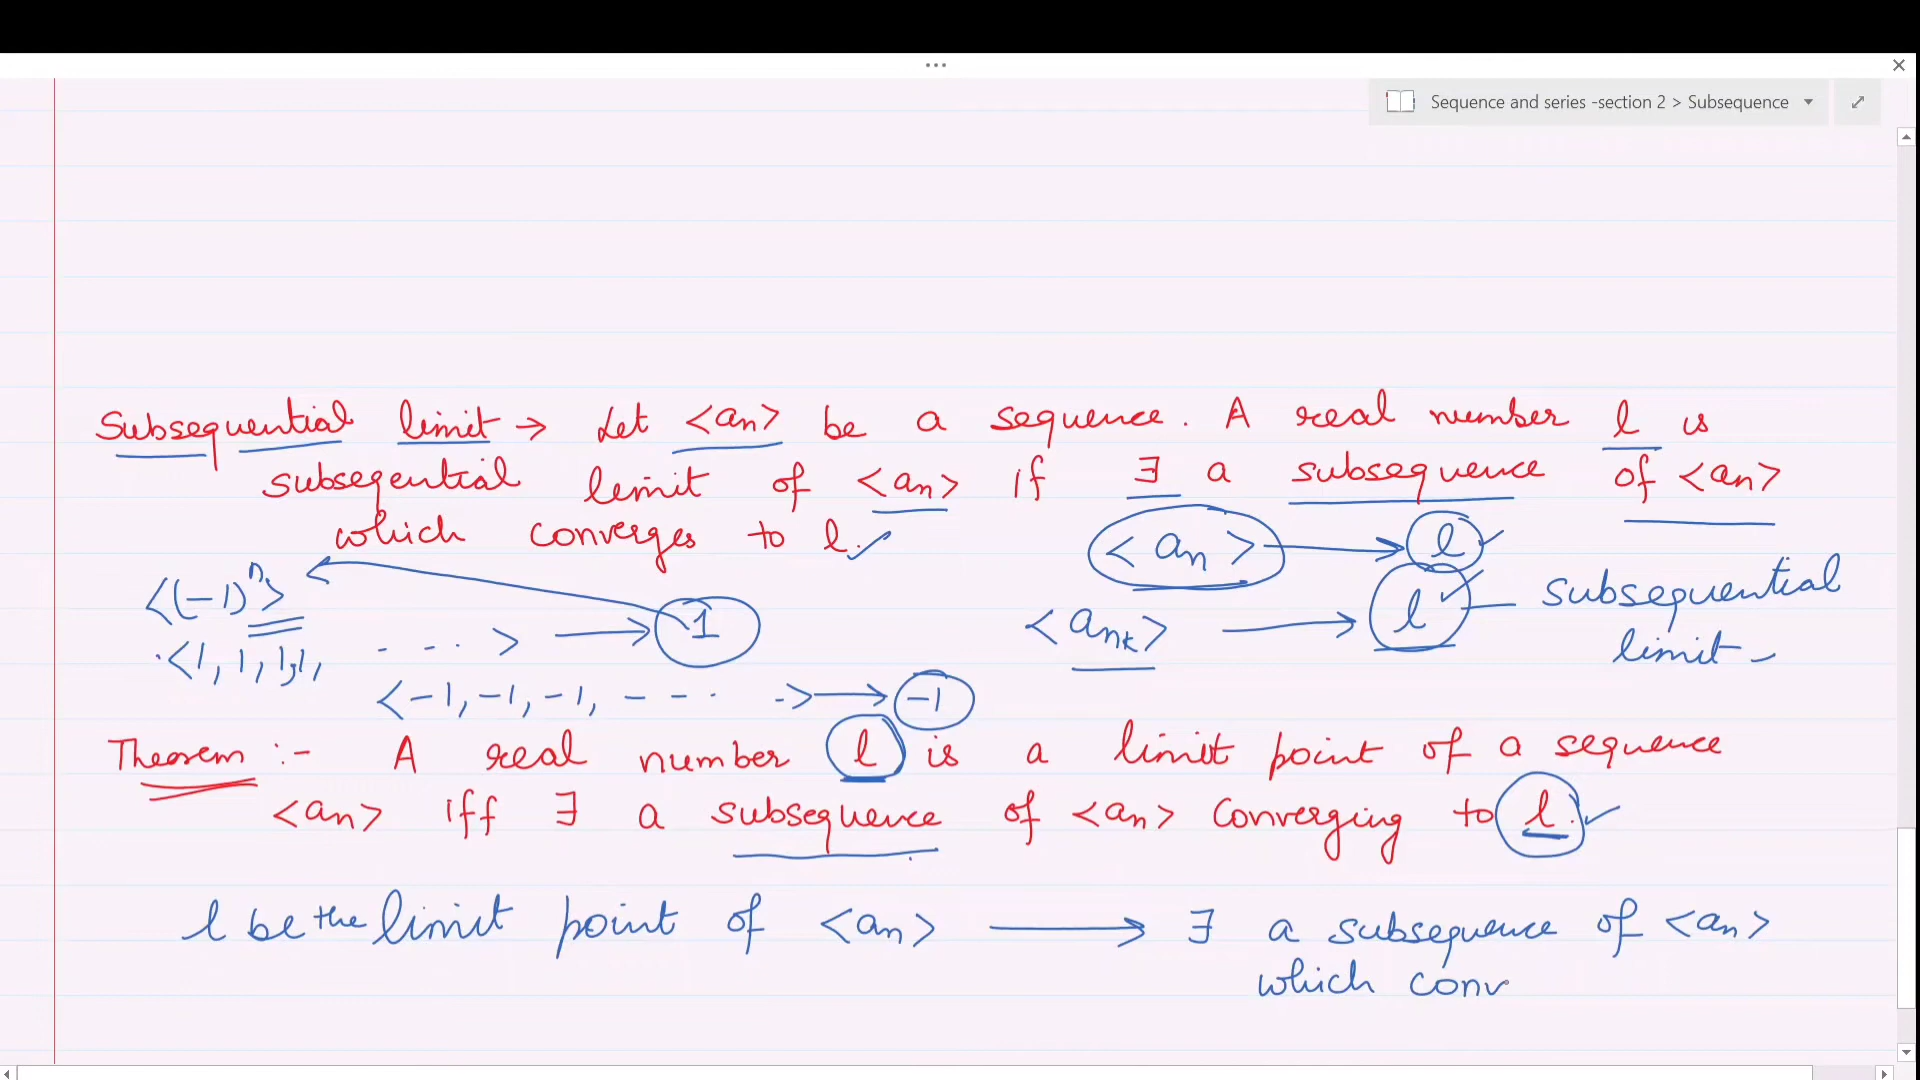 Sequence and series -section 2 > Subsequence
Subsequential limit → Let <aₙ> be a sequence. A real number l is
subseqential limit of <aₙ> if ∃ a subsequence of <aₙ>
which converges to l.
<aₙ> → l
<(-1)ⁿ>
<aₙₖ> → l — subsequential
limit -
<1, 1, 1, 1, - - - · > → 1
<-1, -1, -1, - - - · · > → -1
Theorem :- A real number l is a limit point of a sequence
<aₙ> iff ∃ a subsequence of <aₙ> converging to l.
l be the limit point of <aₙ> → ∃ a subsequence of <aₙ>
which conv